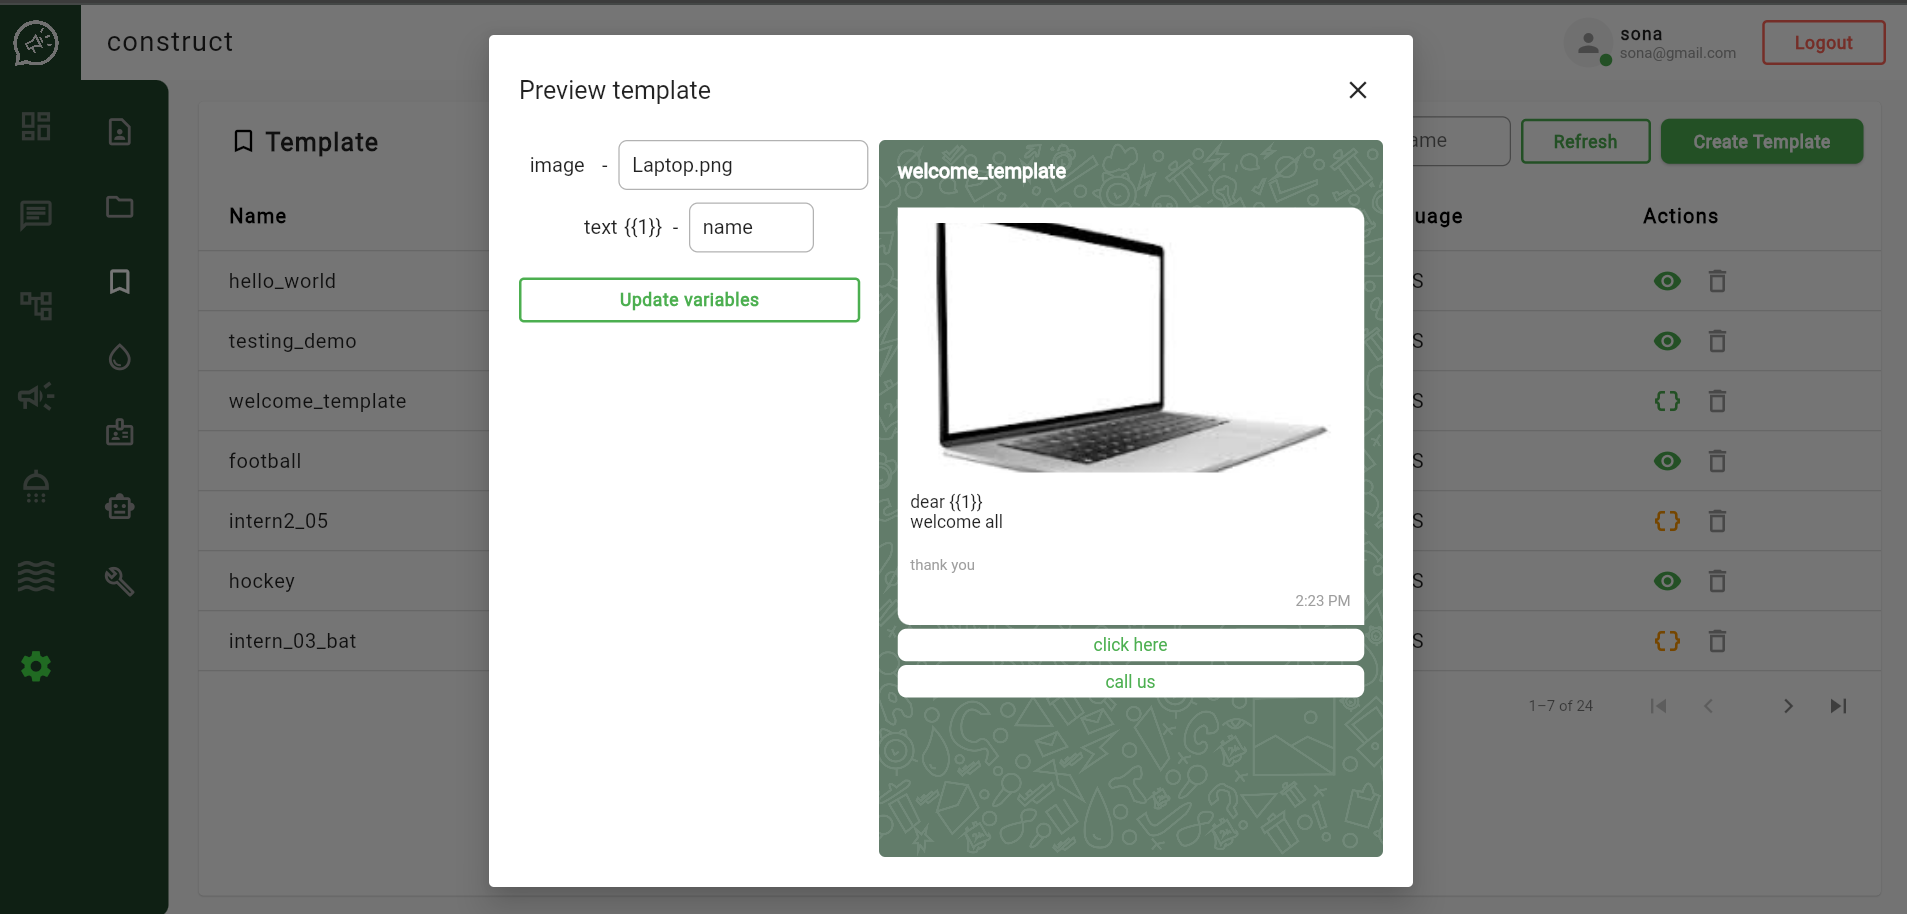 construct
sona
sona@gmail.com
Logout
Template
Refresh
Create Template
Name
Actions
hello_world
testing_demo
welcome_template
football
intern2_05
hockey
intern_03_bat
1–7 of 24
Preview template
image - Laptop.png
text {{1}} - name
Update variables
welcome_template
dear {{1}}
welcome all
thank you
2:23 PM
click here
call us